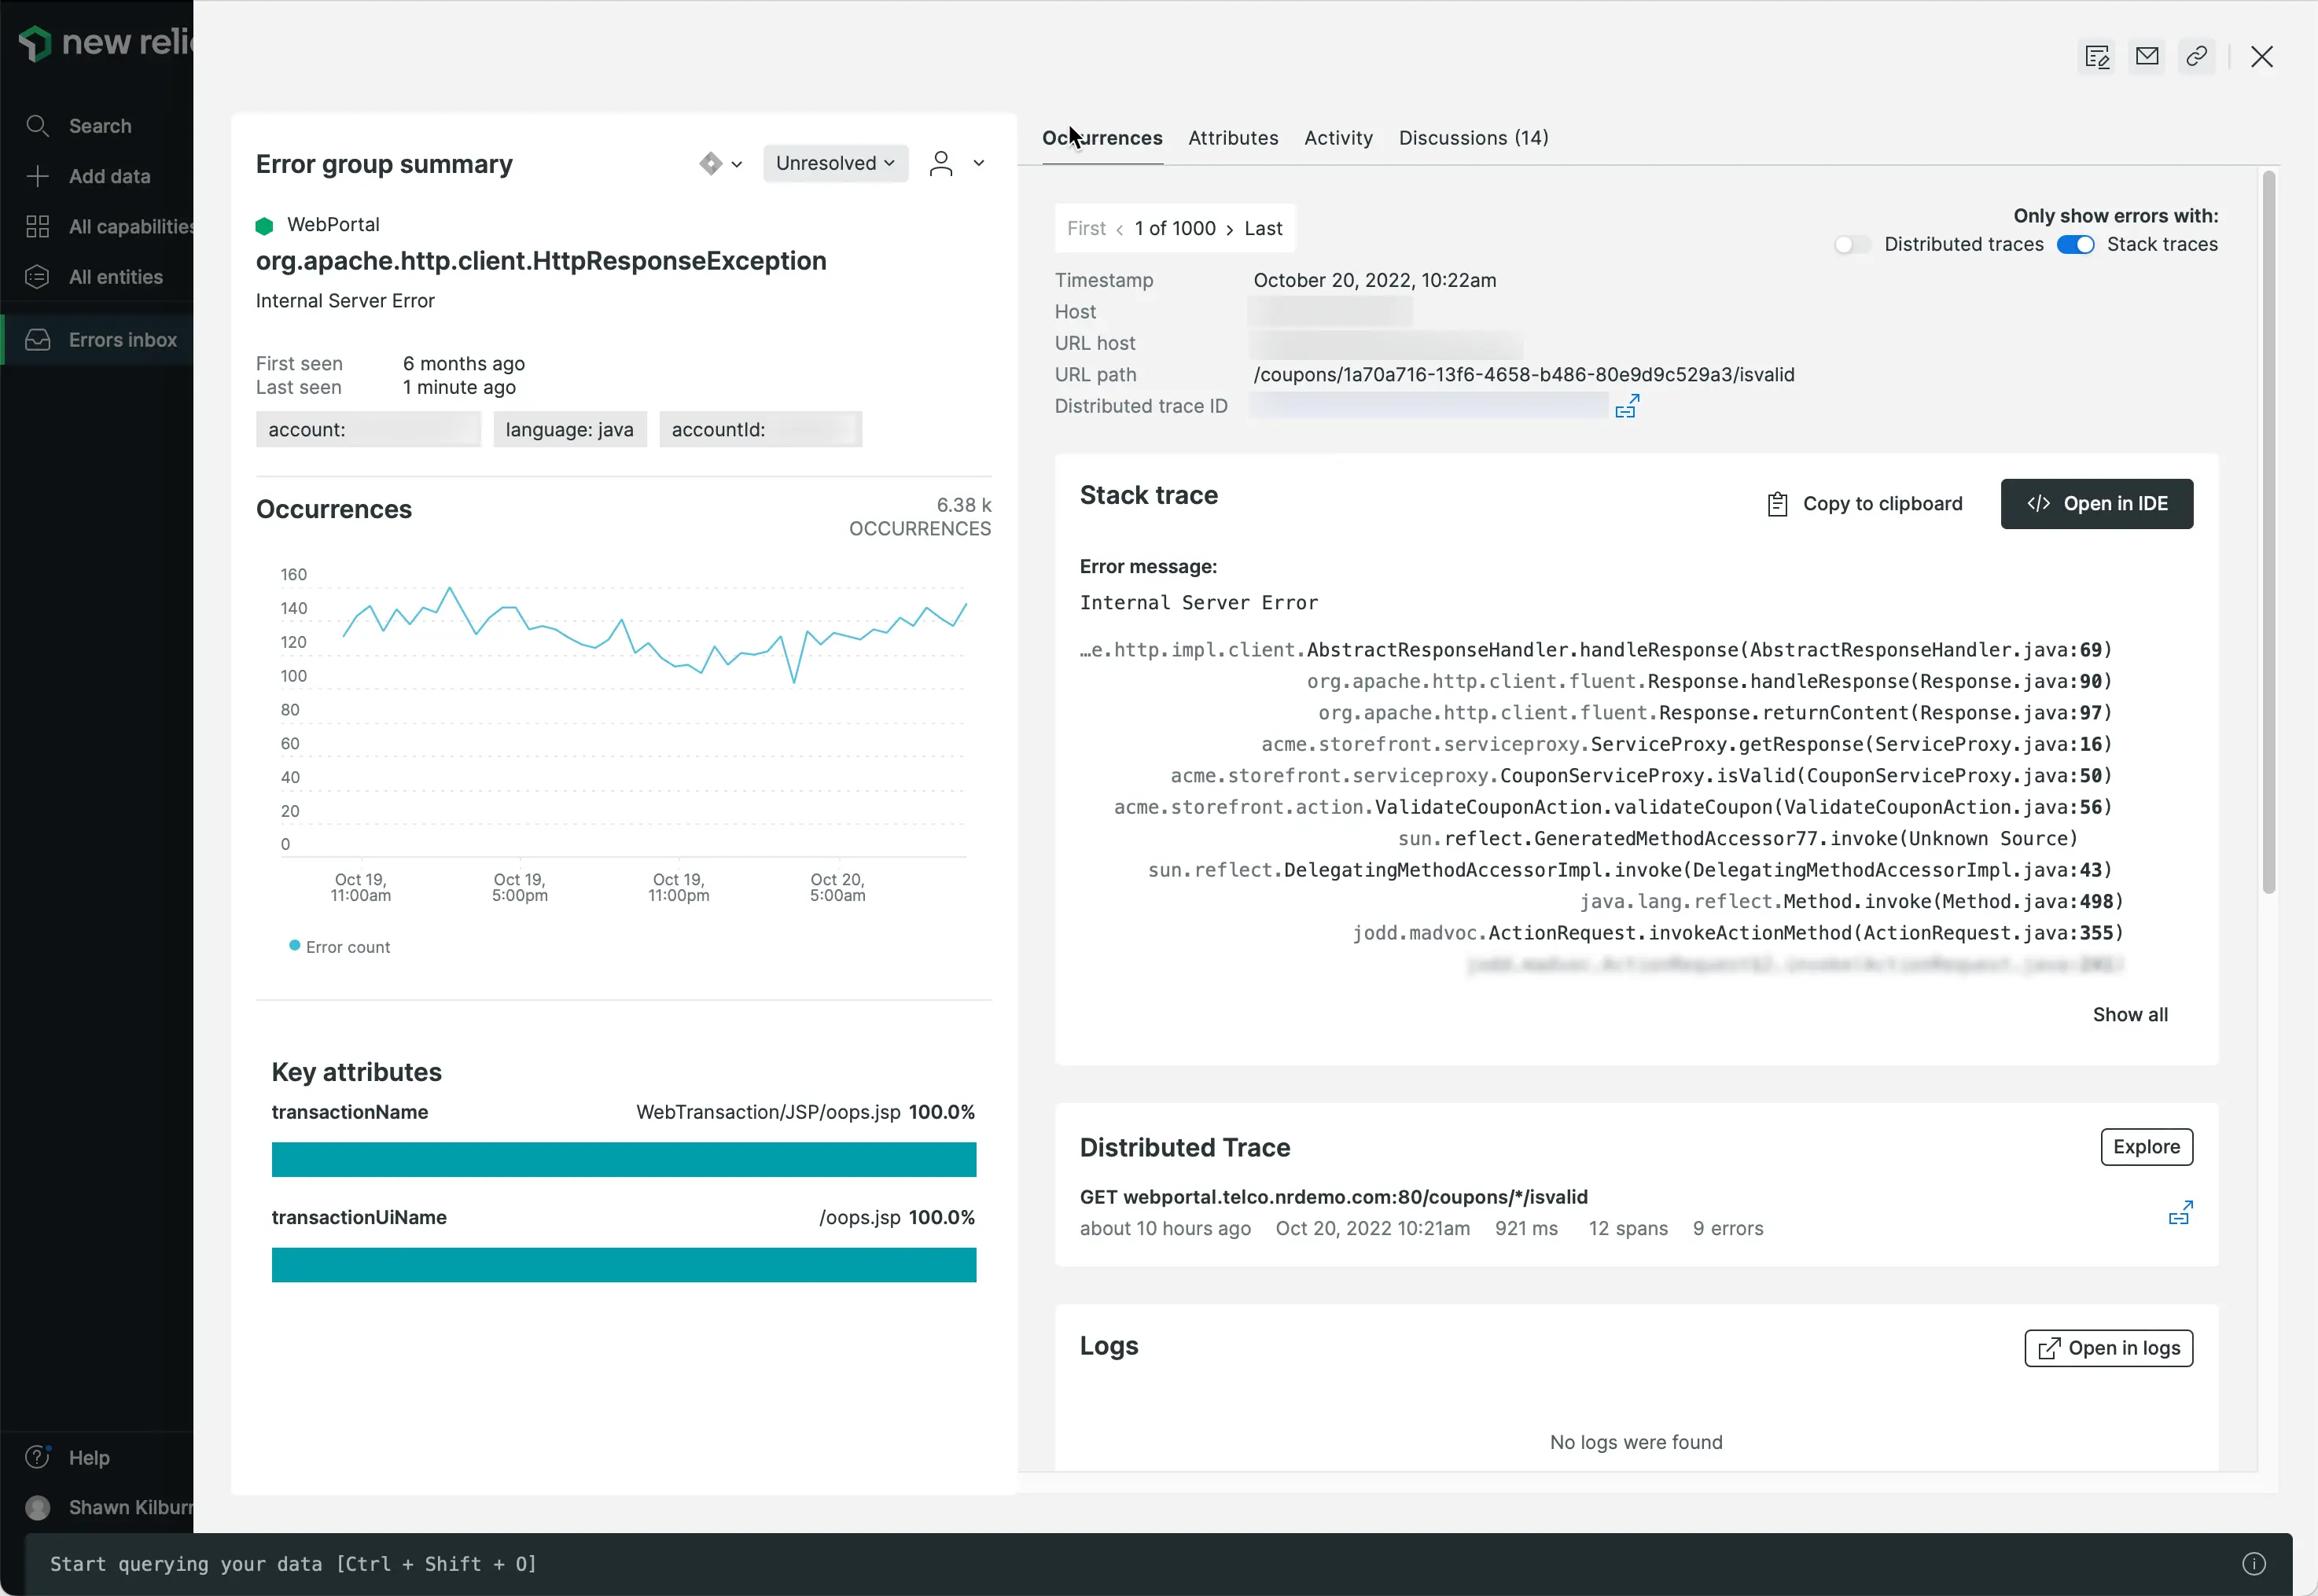 new relic
Search
Add data
All capabilities
All entities
Errors inbox
Help
Shawn Kilburn
Error group summary
Unresolved
WebPortal
org.apache.http.client.HttpResponseException
Internal Server Error
First seen 6 months ago
Last seen 1 minute ago
account: language: java accountId:
Occurrences
6.38 k
OCCURRENCES
160
140
120
100
80
60
40
20
0
Oct 19, 11:00am
Oct 19, 5:00pm
Oct 19, 11:00pm
Oct 20, 5:00am
Error count
Key attributes
transactionName WebTransaction/JSP/oops.jsp 100.0%
transactionUiName /oops.jsp 100.0%
Occurrences Attributes Activity Discussions (14)
First < 1 of 1000 > Last
Only show errors with:
Distributed traces Stack traces
Timestamp October 20, 2022, 10:22am
Host
URL host
URL path /coupons/1a70a716-13f6-4658-b486-80e9d9c529a3/isvalid
Distributed trace ID
Stack trace
Copy to clipboard
</> Open in IDE
Error message:
Internal Server Error
…e.http.impl.client.AbstractResponseHandler.handleResponse(AbstractResponseHandler.java:69)
org.apache.http.client.fluent.Response.handleResponse(Response.java:90)
org.apache.http.client.fluent.Response.returnContent(Response.java:97)
acme.storefront.serviceproxy.ServiceProxy.getResponse(ServiceProxy.java:16)
acme.storefront.serviceproxy.CouponServiceProxy.isValid(CouponServiceProxy.java:50)
acme.storefront.action.ValidateCouponAction.validateCoupon(ValidateCouponAction.java:56)
sun.reflect.GeneratedMethodAccessor77.invoke(Unknown Source)
sun.reflect.DelegatingMethodAccessorImpl.invoke(DelegatingMethodAccessorImpl.java:43)
java.lang.reflect.Method.invoke(Method.java:498)
jodd.madvoc.ActionRequest.invokeActionMethod(ActionRequest.java:355)
Show all
Distributed Trace
Explore
GET webportal.telco.nrdemo.com:80/coupons/*/isvalid
about 10 hours ago Oct 20, 2022 10:21am 921 ms 12 spans 9 errors
Logs
Open in logs
No logs were found
Start querying your data [Ctrl + Shift + O]